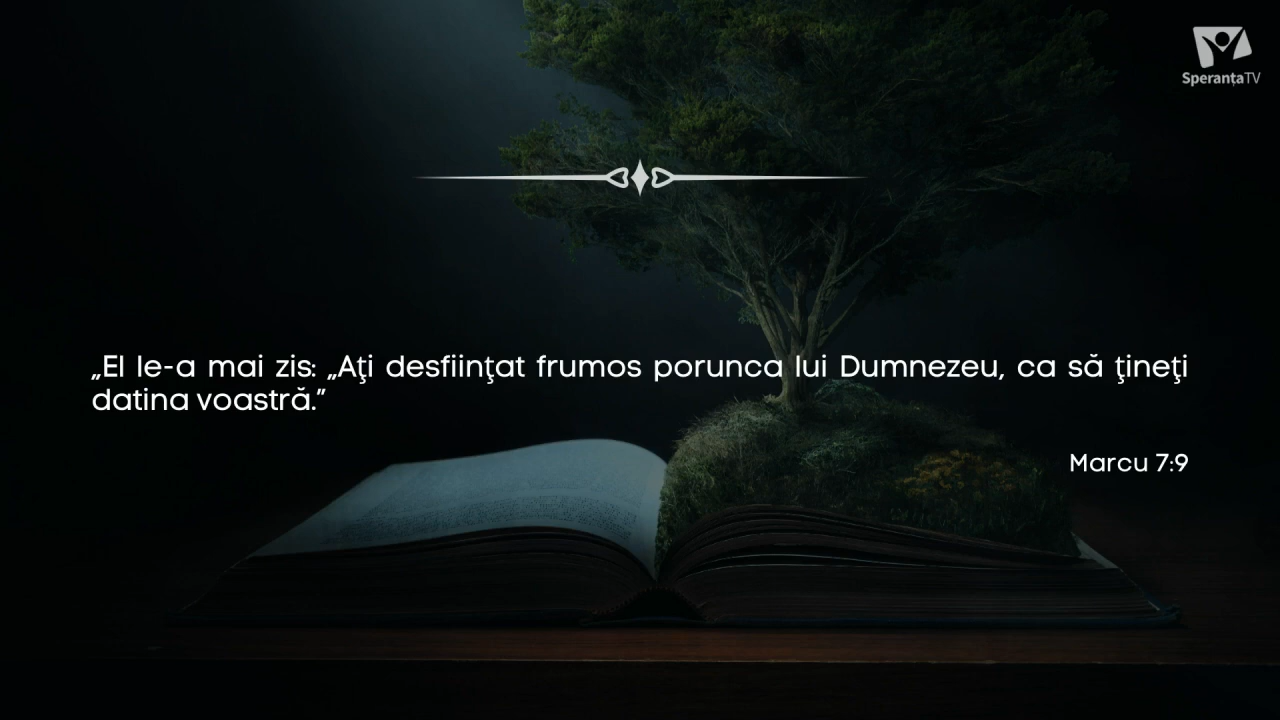 SperanțaTV
„El le-a mai zis: „Aţi desfiinţat frumos porunca lui Dumnezeu, ca să ţineţi
datina voastră.”
Marcu 7:9